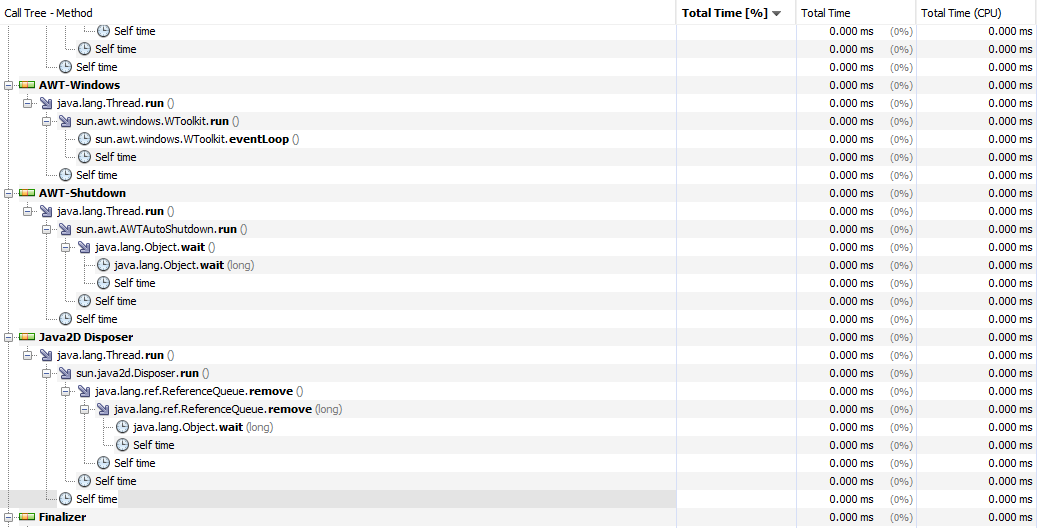 Call Tree - Method Total Time [%] Total Time Total Time (CPU)
Self time 0.000 ms (0%) 0.000 ms
Self time 0.000 ms (0%) 0.000 ms
Self time 0.000 ms (0%) 0.000 ms
AWT-Windows 0.000 ms (0%) 0.000 ms
java.lang.Thread.run () 0.000 ms (0%) 0.000 ms
sun.awt.windows.WToolkit.run () 0.000 ms (0%) 0.000 ms
sun.awt.windows.WToolkit.eventLoop () 0.000 ms (0%) 0.000 ms
Self time 0.000 ms (0%) 0.000 ms
Self time 0.000 ms (0%) 0.000 ms
AWT-Shutdown 0.000 ms (0%) 0.000 ms
java.lang.Thread.run () 0.000 ms (0%) 0.000 ms
sun.awt.AWTAutoShutdown.run () 0.000 ms (0%) 0.000 ms
java.lang.Object.wait () 0.000 ms (0%) 0.000 ms
java.lang.Object.wait (long) 0.000 ms (0%) 0.000 ms
Self time 0.000 ms (0%) 0.000 ms
Self time 0.000 ms (0%) 0.000 ms
Self time 0.000 ms (0%) 0.000 ms
Java2D Disposer 0.000 ms (0%) 0.000 ms
java.lang.Thread.run () 0.000 ms (0%) 0.000 ms
sun.java2d.Disposer.run () 0.000 ms (0%) 0.000 ms
java.lang.ref.ReferenceQueue.remove () 0.000 ms (0%) 0.000 ms
java.lang.ref.ReferenceQueue.remove (long) 0.000 ms (0%) 0.000 ms
java.lang.Object.wait (long) 0.000 ms (0%) 0.000 ms
Self time 0.000 ms (0%) 0.000 ms
Self time 0.000 ms (0%) 0.000 ms
Self time 0.000 ms (0%) 0.000 ms
Self time 0.000 ms (0%) 0.000 ms
Finalizer 0.000 ms (0%) 0.000 ms